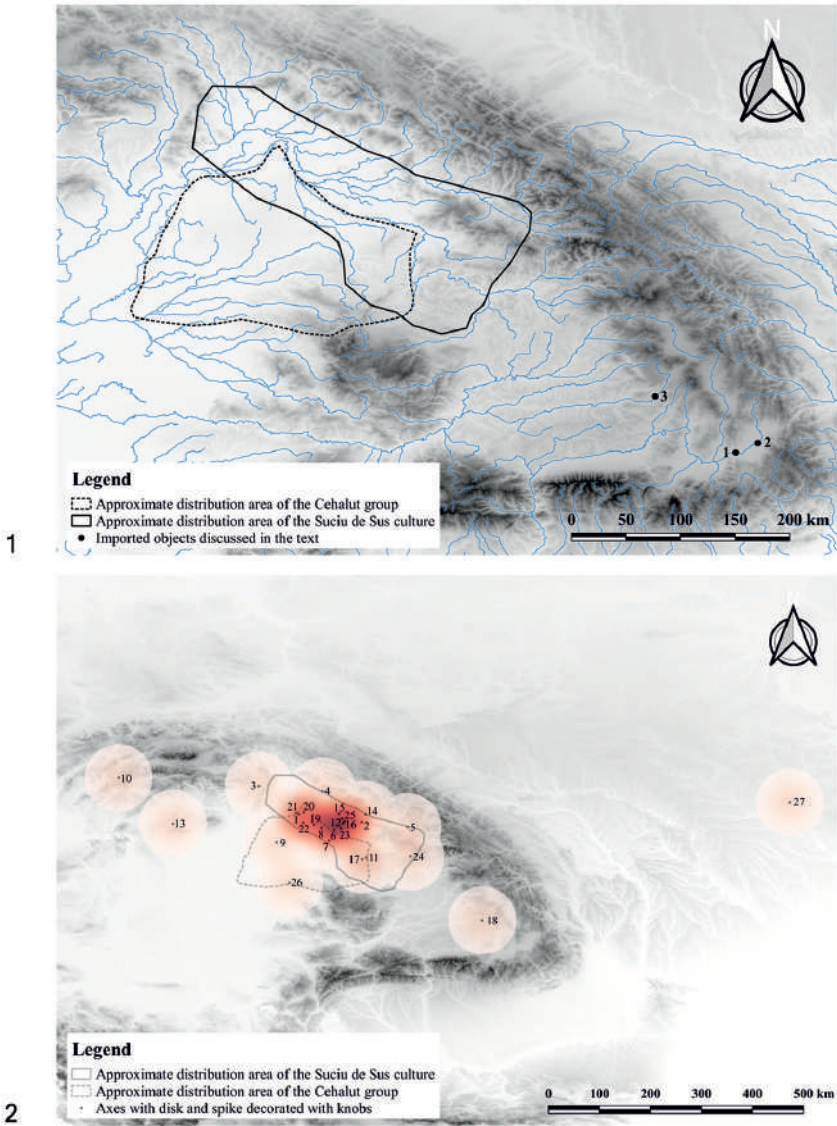 1
N
3
2
1
Legend
Approximate distribution area of the Cehalut group
Approximate distribution area of the Suciu de Sus culture
Imported objects discussed in the text
0 50 100 150 200 km
2
10
3
4
27
13
21 20 15 14
1 19 12 25 16 2 5
22 8 6 23
9 7 17 11 24
26
18
Legend
Approximate distribution area of the Suciu de Sus culture
Approximate distribution area of the Cehalut group
Axes with disk and spike decorated with knobs
0 100 200 300 400 500 km